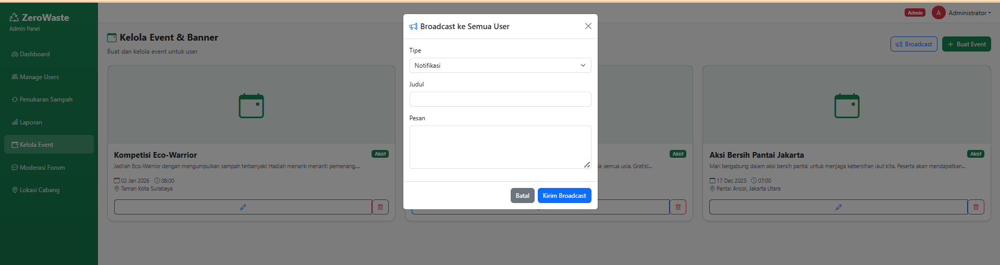 ZeroWaste
Admin Panel
Dashboard
Manage Users
Penukaran Sampah
Laporan
Kelola Event
Moderasi Forum
Lokasi Cabang
Admin
A
Administrator
Kelola Event & Banner
Buat dan kelola event untuk user
Broadcast
+ Buat Event
Kompetisi Eco-Warrior
Aktif
Jadilah Eco-Warrior dengan mengumpulkan sampah terbanyak! Hadiah menarik menanti pemenang....
02 Jan 2026 08:00
Taman Kota Surabaya
Aktif
k semua usia. Gratis!...
Aksi Bersih Pantai Jakarta
Aktif
Mari bergabung dalam aksi bersih pantai untuk menjaga kebersihan laut kita. Peserta akan mendapatkan...
17 Dec 2025 07:00
Pantai Ancol, Jakarta Utara
Broadcast ke Semua User
Tipe
Notifikasi
Judul
Pesan
Batal
Kirim Broadcast